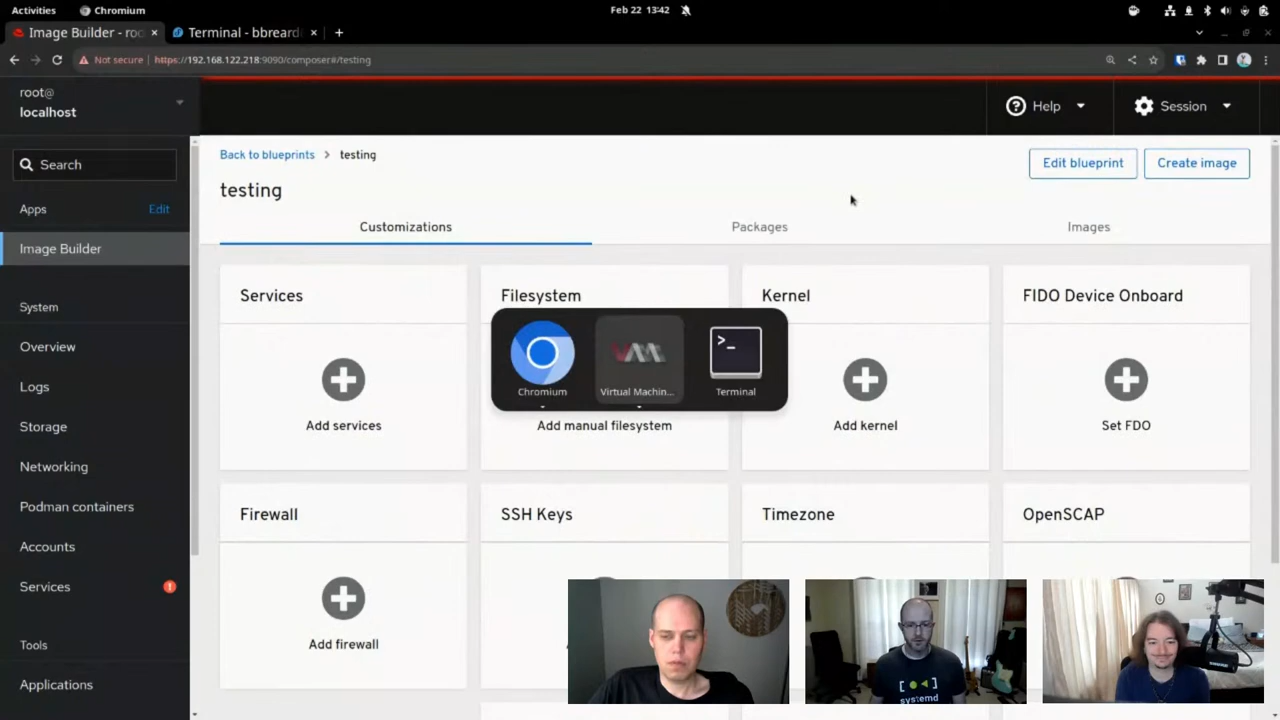 Activities
Chromium
Feb 22 13:42
Image Builder - roo
Terminal - bbreard
Not secure
https://192.168.122.218:9090/composer#/testing
root@
localhost
Help
Session
Search
Back to blueprints
testing
Edit blueprint
Create image
testing
Apps
Edit
Customizations
Packages
Images
Image Builder
System
Overview
Logs
Storage
Networking
Podman containers
Accounts
Services
Tools
Applications
Services
Filesystem
Kernel
FIDO Device Onboard
Chromium
Virtual Machin...
Terminal
Add services
Add manual filesystem
Add kernel
Set FDO
Firewall
SSH Keys
Timezone
OpenSCAP
Add firewall
systemd